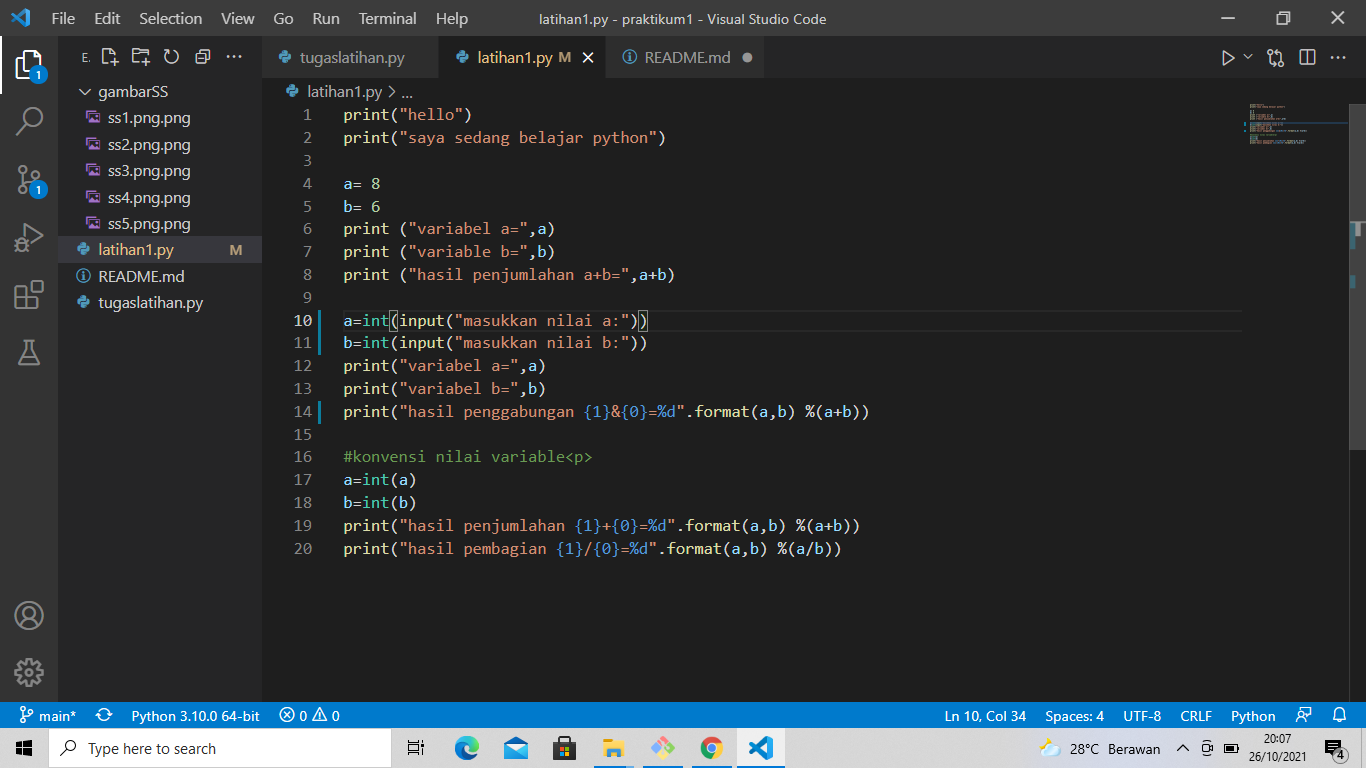 File Edit Selection View Go Run Terminal Help latihan1.py - praktikum1 - Visual Studio Code
E. ···
tugaslatihan.py latihan1.py M README.md
latihan1.py > ...
1
gambarSS
ss1.png.png
ss2.png.png
ss3.png.png
ss4.png.png
ss5.png.png
latihan1.py M
README.md
tugaslatihan.py
1
1 print("hello")
2 print("saya sedang belajar python")
3
4 a= 8
5 b= 6
6 print ("variabel a=",a)
7 print ("variable b=",b)
8 print ("hasil penjumlahan a+b=",a+b)
9
10 a=int(input("masukkan nilai a:"))
11 b=int(input("masukkan nilai b:"))
12 print("variabel a=",a)
13 print("variabel b=",b)
14 print("hasil penggabungan {1}&{0}=%d".format(a,b) %(a+b))
15
16 #konvensi nilai variable<p>
17 a=int(a)
18 b=int(b)
19 print("hasil penjumlahan {1}+{0}=%d".format(a,b) %(a+b))
20 print("hasil pembagian {1}/{0}=%d".format(a,b) %(a/b))
main* Python 3.10.0 64-bit 0 0 Ln 10, Col 34 Spaces: 4 UTF-8 CRLF Python
Type here to search 28°C Berawan 20:07
26/10/2021
4